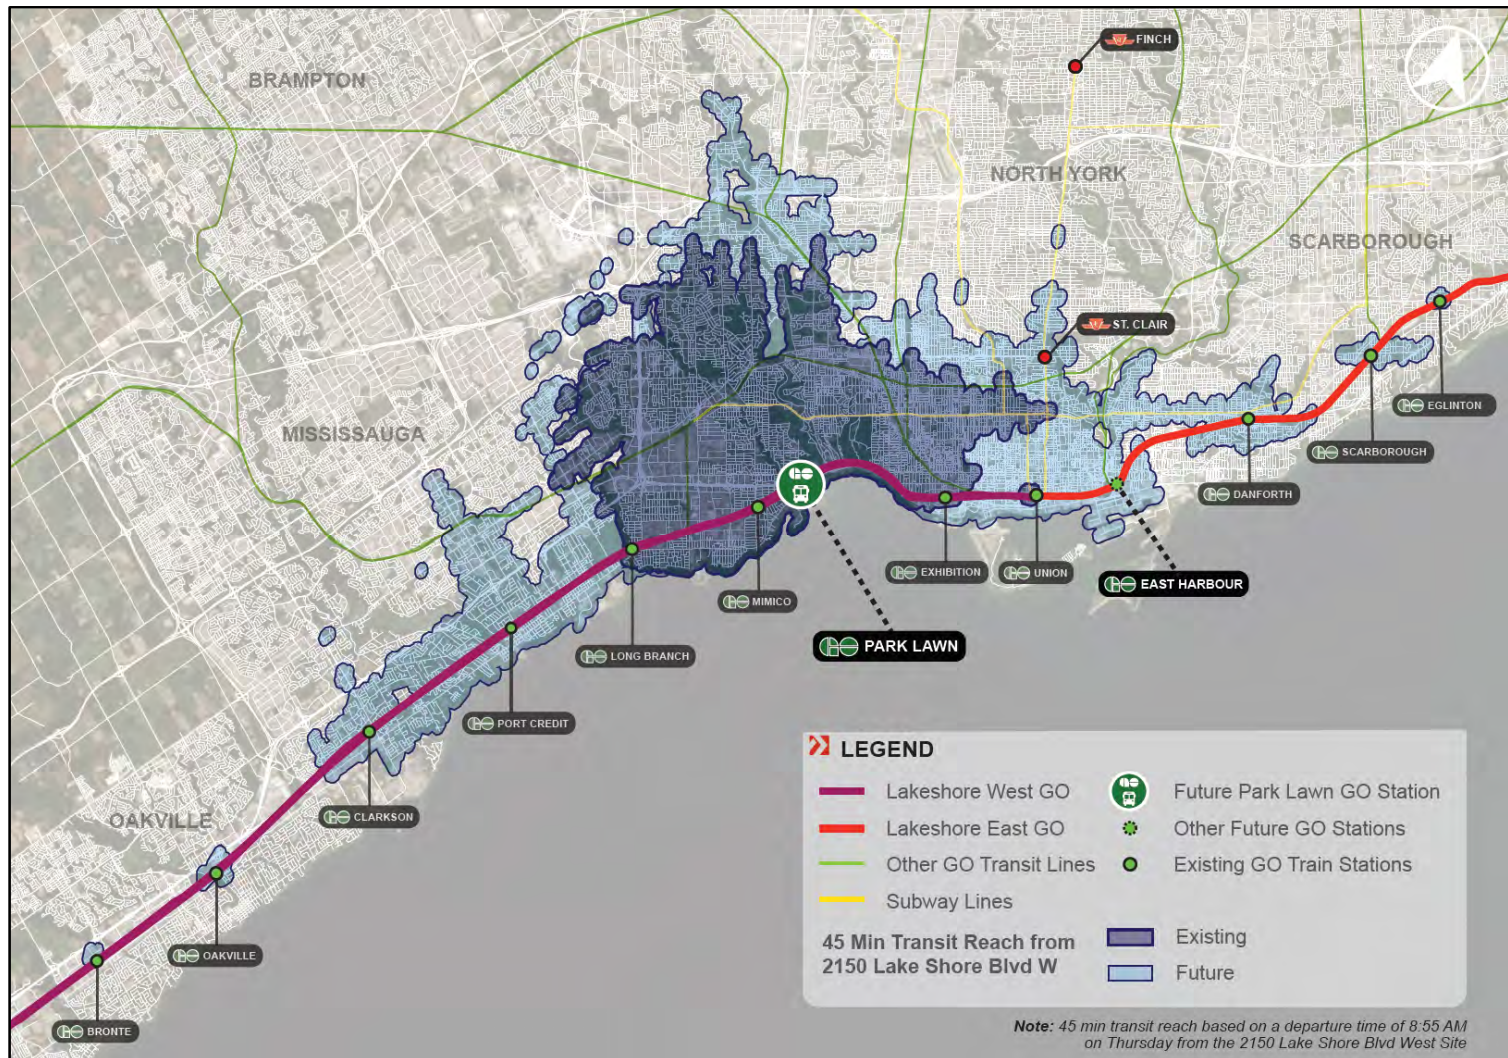 FINCH
BRAMPTON
NORTH YORK
SCARBOROUGH
ST. CLAIR
EGLINTON
MISSISSAUGA
SCARBOROUGH
DANFORTH
EXHIBITION
UNION
EAST HARBOUR
MIMICO
PARK LAWN
LONG BRANCH
PORT CREDIT
CLARKSON
OAKVILLE
OAKVILLE
BRONTE
LEGEND
Lakeshore West GO
Lakeshore East GO
Other GO Transit Lines
Subway Lines
45 Min Transit Reach from
2150 Lake Shore Blvd W
Future Park Lawn GO Station
Other Future GO Stations
Existing GO Train Stations
Existing
Future
Note: 45 min transit reach based on a departure time of 8:55 AM
on Thursday from the 2150 Lake Shore Blvd West Site